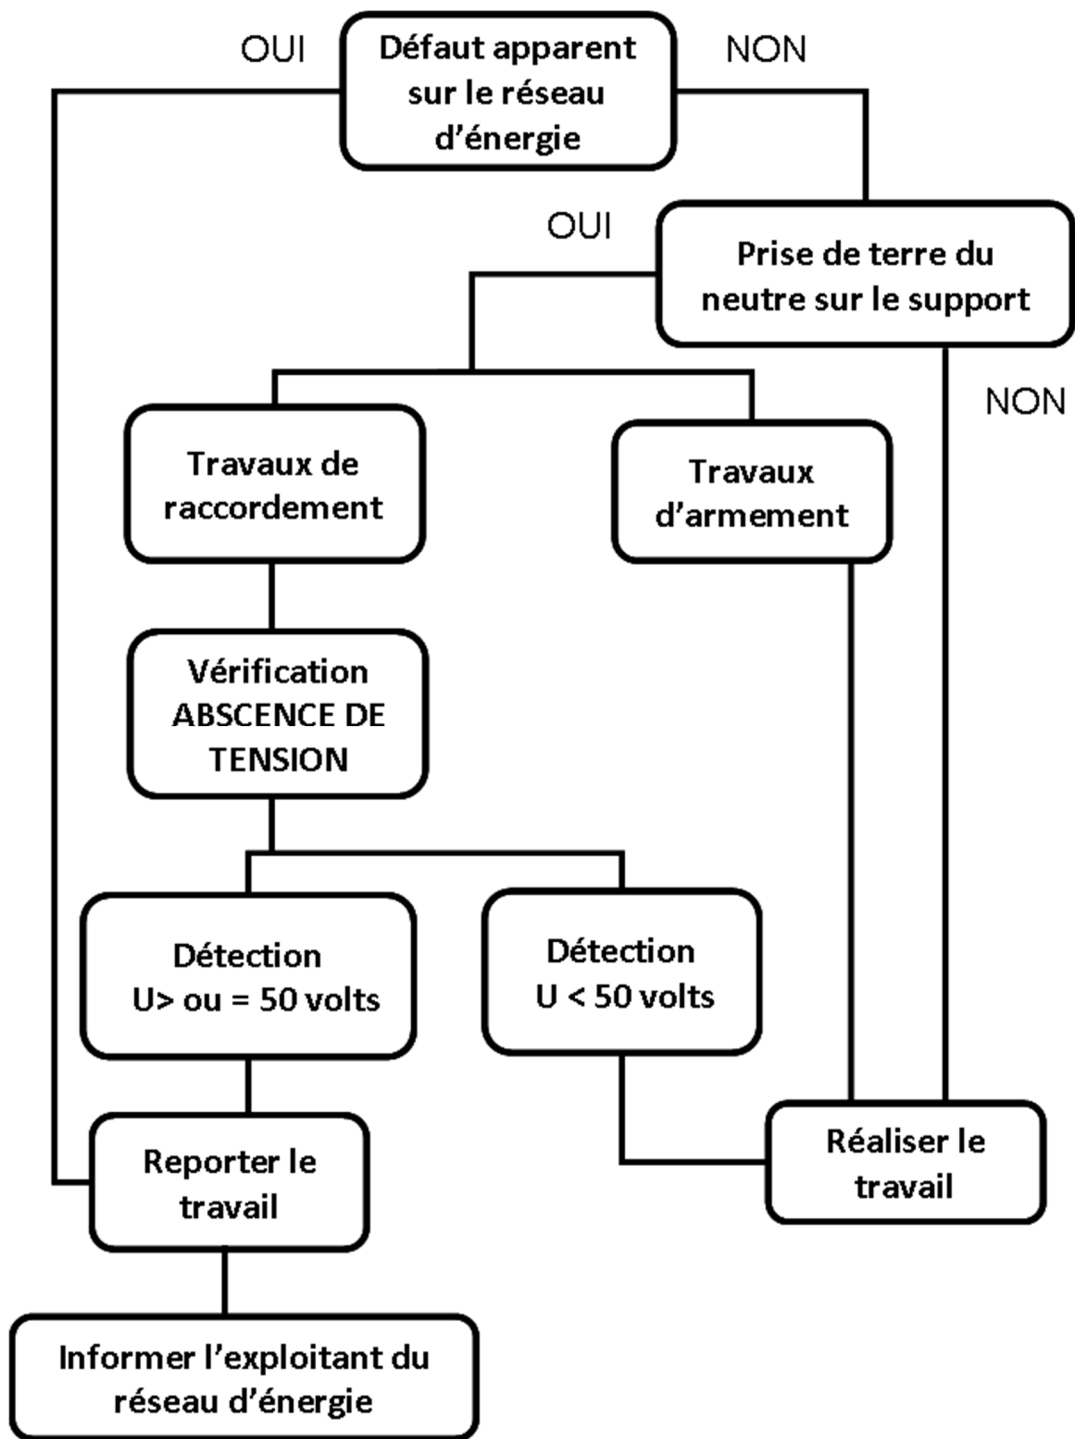 OUI
Défaut apparent
sur le réseau
d'énergie
NON
OUI
Prise de terre du
neutre sur le support
NON
Travaux de
raccordement
Travaux
d'armement
Vérification
ABSCENCE DE
TENSION
Détection
U> ou = 50 volts
Détection
U < 50 volts
Reporter le
travail
Réaliser le
travail
Informer l'exploitant du
réseau d'énergie